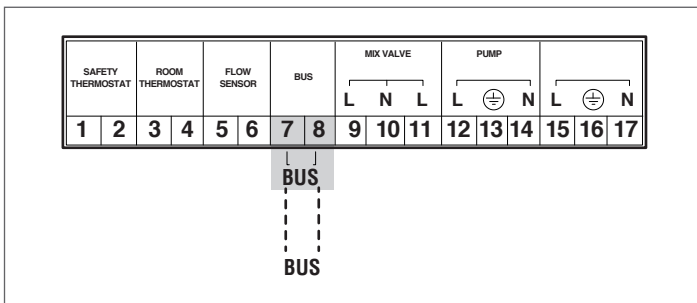 SAFETY THERMOSTAT ROOM THERMOSTAT FLOW SENSOR BUS MIX VALVE PUMP
L N L L N L N
1 2 3 4 5 6 7 8 9 10 11 12 13 14 15 16 17
BUS
BUS